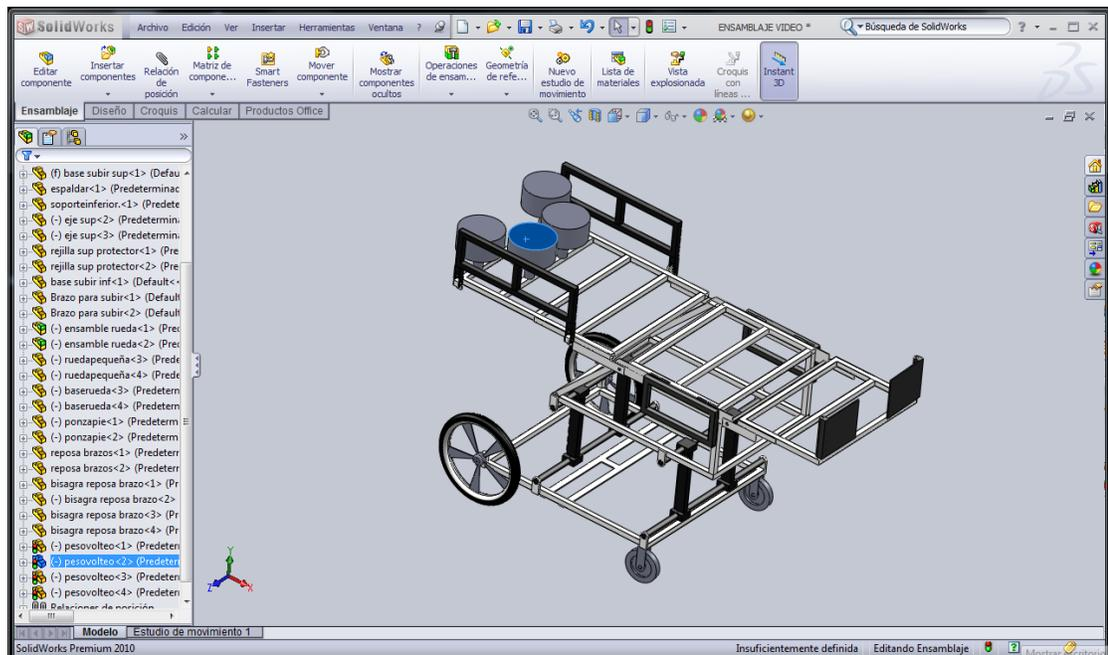 SolidWorks Archivo Edición Ver Insertar Herramientas Ventana ? ENSAMBLAJE VIDEO * Búsqueda de SolidWorks ?
Editar componente
Insertar componentes
Relación de posición
Matriz de compone...
Smart Fasteners
Mover componente
Mostrar componentes ocultos
Operaciones de ensam...
Geometría de refe...
Nuevo estudio de movimiento
Lista de materiales
Vista explosionada
Croquis con líneas ...
Instant 3D
Ensamblaje Diseño Croquis Calcular Productos Office
(f) base subir sup<1> (Defau
espaldar<1> (Predeterminac
soporteinferior.<1> (Predete
(-) eje sup<2> (Predetermin
(-) eje sup<3> (Predetermin
rejilla sup protector<1> (Pre
rejilla sup protector<2> (Pre
base subir inf<1> (Default<
Brazo para subir<1> (Default
Brazo para subir<2> (Default
(-) ensamble rueda<1> (Prec
(-) ensamble rueda<2> (Prec
(-) ruedapequeña<3> (Prede
(-) ruedapequeña<4> (Prede
(-) baserueda<3> (Predetern
(-) baserueda<4> (Predetern
(-) ponzapie<1> (Predeterm
(-) ponzapie<2> (Predeterm
reposa brazos<1> (Predeterr
reposa brazos<2> (Predeterr
bisagra reposa brazo<1> (Pr
(-) bisagra reposa brazo<2>
bisagra reposa brazo<3> (Pr
bisagra reposa brazo<4> (Pr
(-) pesovolteo<1> (Predeterr
(-) pesovolteo<2> (Predeterr
(-) pesovolteo<3> (Predeterr
(-) pesovolteo<4> (Predeterr
Relaciones de posición
Y
Z X
Modelo Estudio de movimiento 1
SolidWorks Premium 2010 Insuficientemente definida Editando Ensamblaje Mostrar escritorio